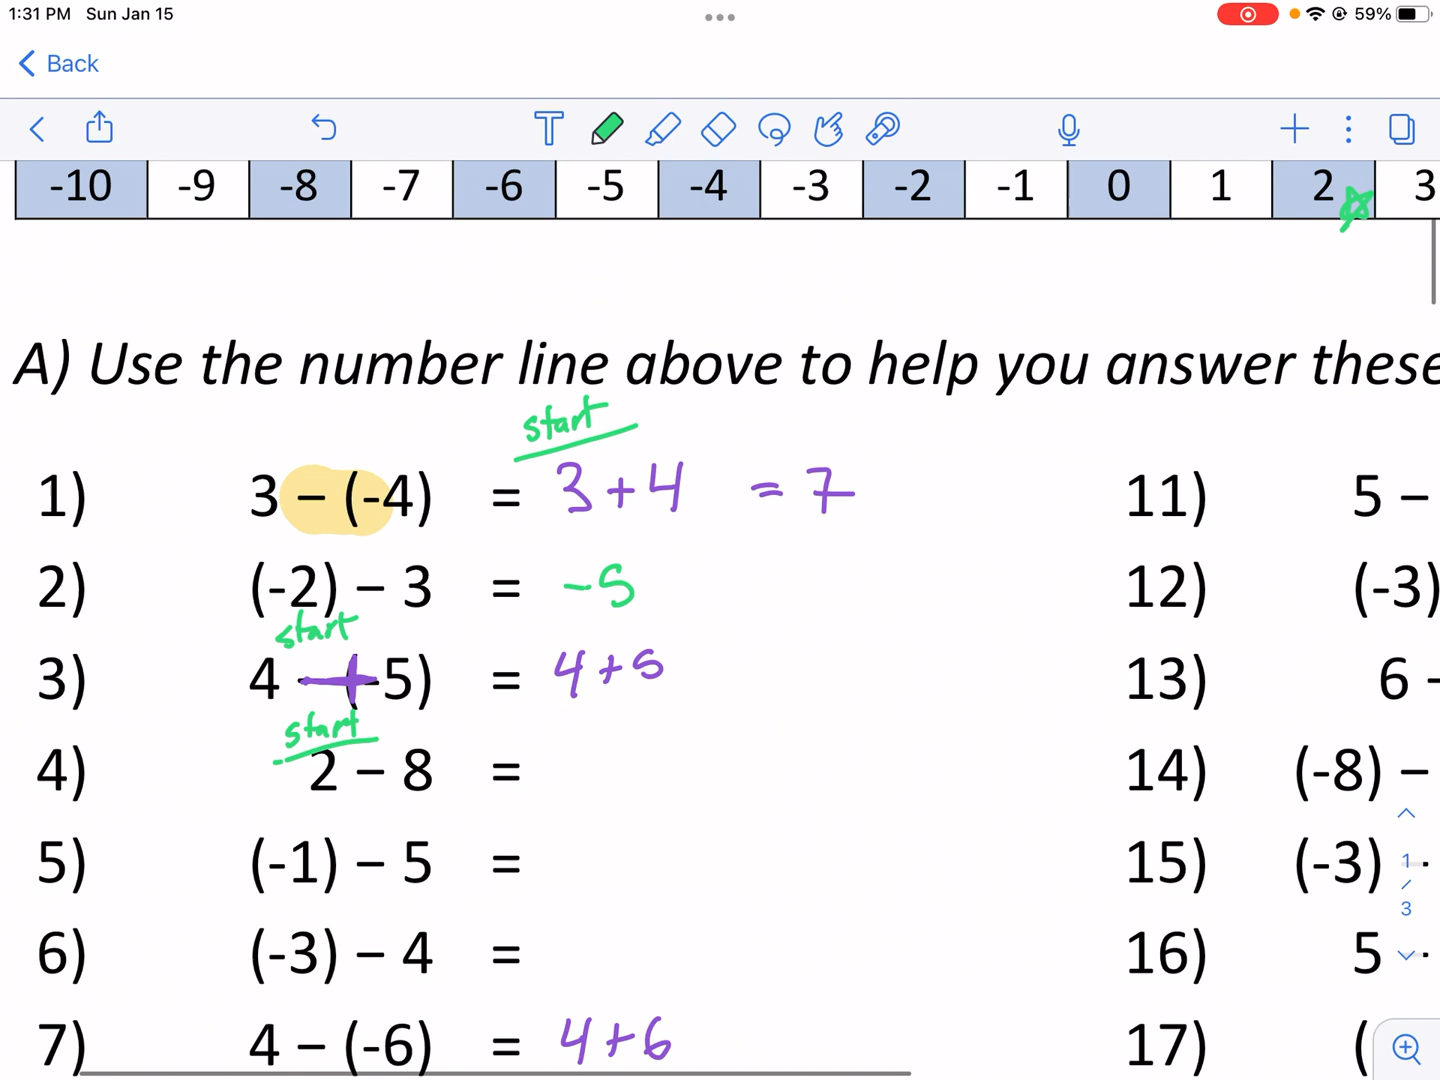 1:31 PM Sun Jan 15 59%
Back
-10 -9 -8 -7 -6 -5 -4 -3 -2 -1 0 1 2 3
A) Use the number line above to help you answer these
start
1) 3 – (-4) = 3 + 4 = 7 11) 5 –
2) (-2) – 3 = -5 12) (-3)
start
3) 4 – (-5) = 4 + 5 13) 6 -
start
4) 2 – 8 = 14) (-8) –
5) (-1) – 5 = 15) (-3)
1
/
3
6) (-3) – 4 = 16) 5
7) 4 – (-6) = 4 + 6 17) (